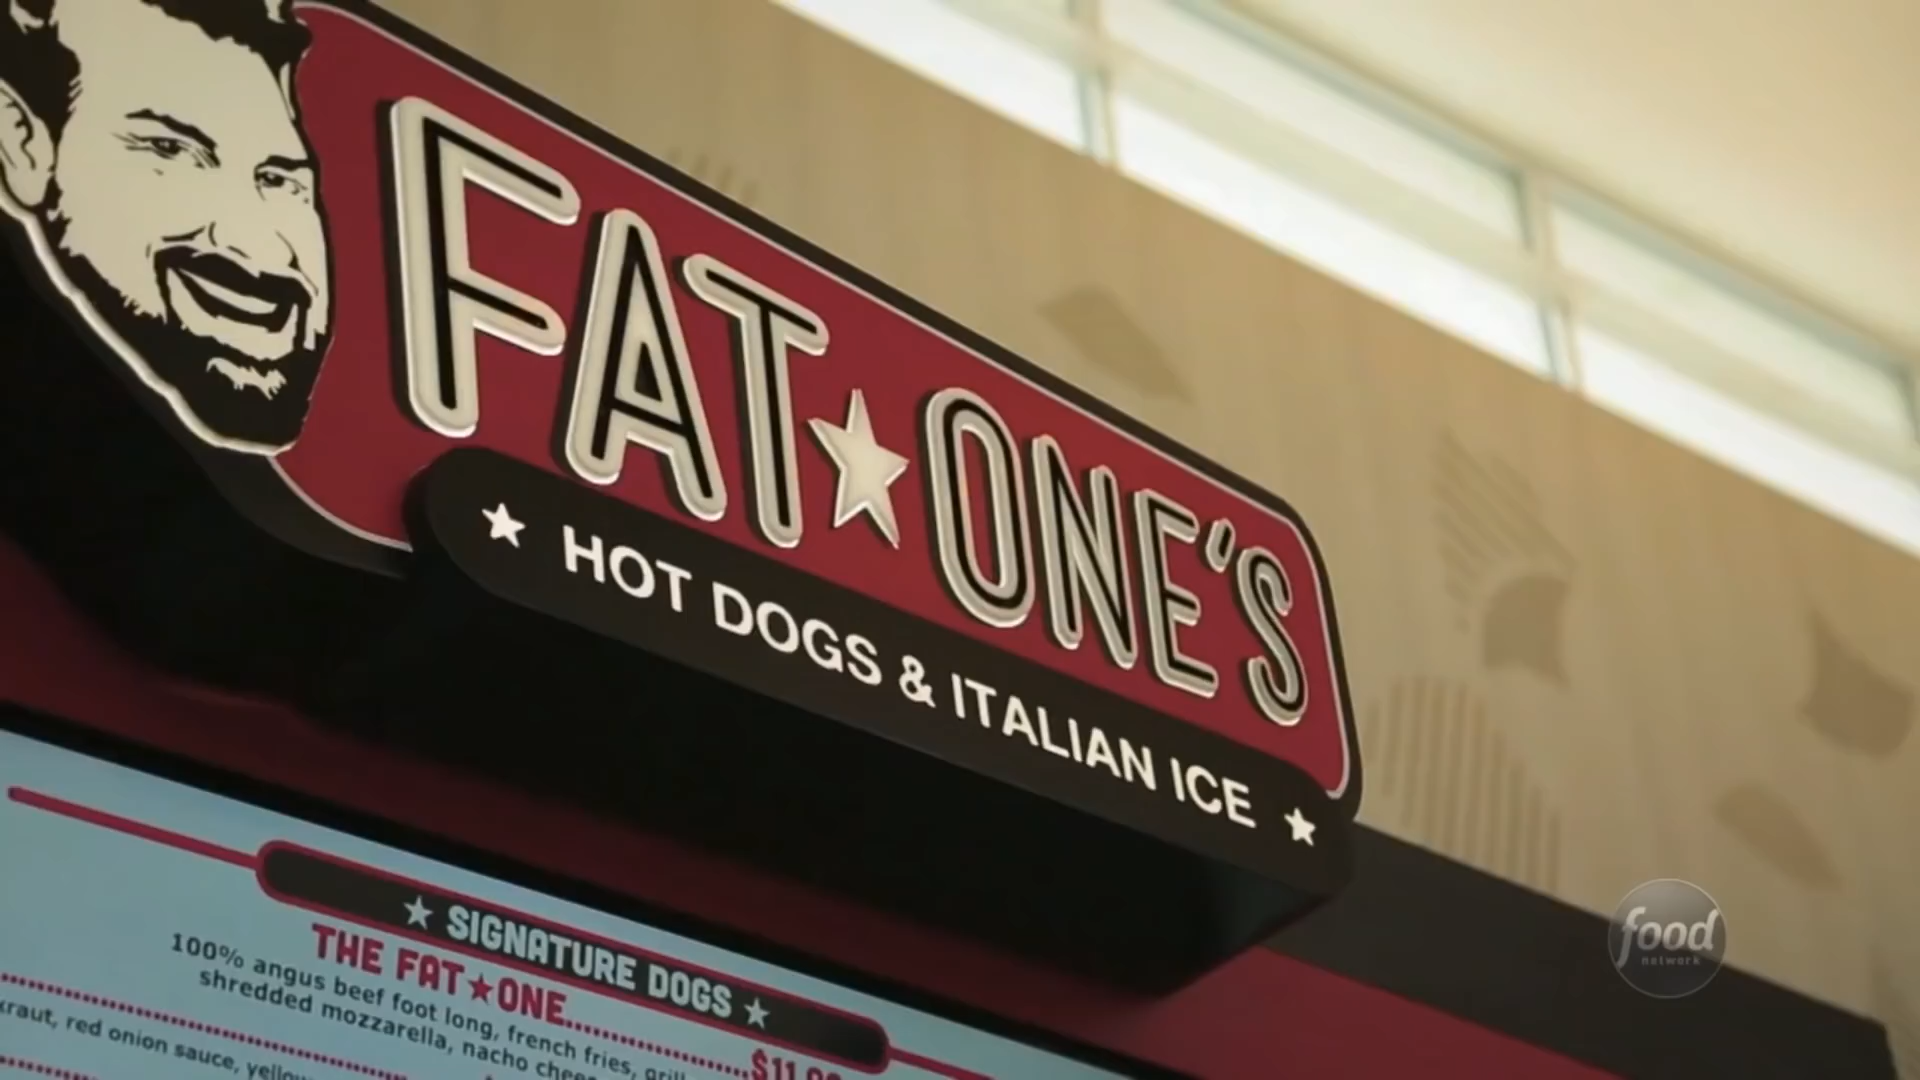 FAT★ONE'S
★ HOT DOGS & ITALIAN ICE ★
★ SIGNATURE DOGS ★
THE FAT★ONE
100% angus beef foot long, french fries,
shredded mozzarella, nacho
red onion sauce,
food
network